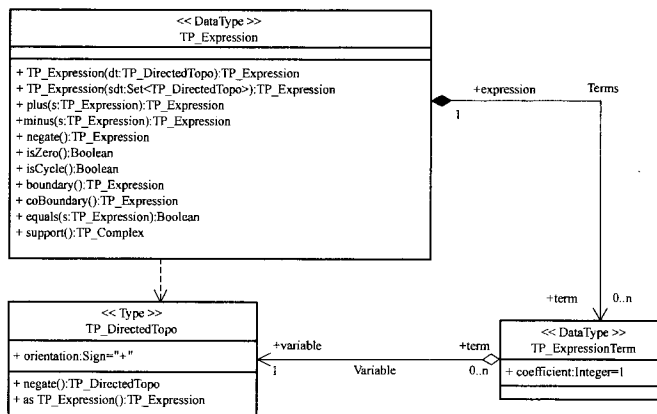 << DataType >>
TP_Expression
+ TP_Expression(dt:TP_DirectedTopo):TP_Expression
+ TP_Expression(sdt:Set<TP_DirectedTopo>):TP_Expression
+ plus(s:TP_Expression):TP_Expression
+minus(s:TP_Expression):TP_Expression
+ negate():TP_Expression
+ isZero():Boolean
+ isCycle():Boolean
+ boundary():TP_Expression
+ coBoundary():TP_Expression
+ equals(s:TP_Expression):Boolean
+ support():TP_Complex
+expression
Terms
1
<< Type >>
TP_DirectedTopo
+ orientation:Sign="+"
+ negate():TP_DirectedTopo
+ as TP_Expression():TP_Expression
+variable
1
Variable
+term
0..n
+term
0..n
<< DataType >>
TP_ExpressionTerm
+ coefficient:Integer=1